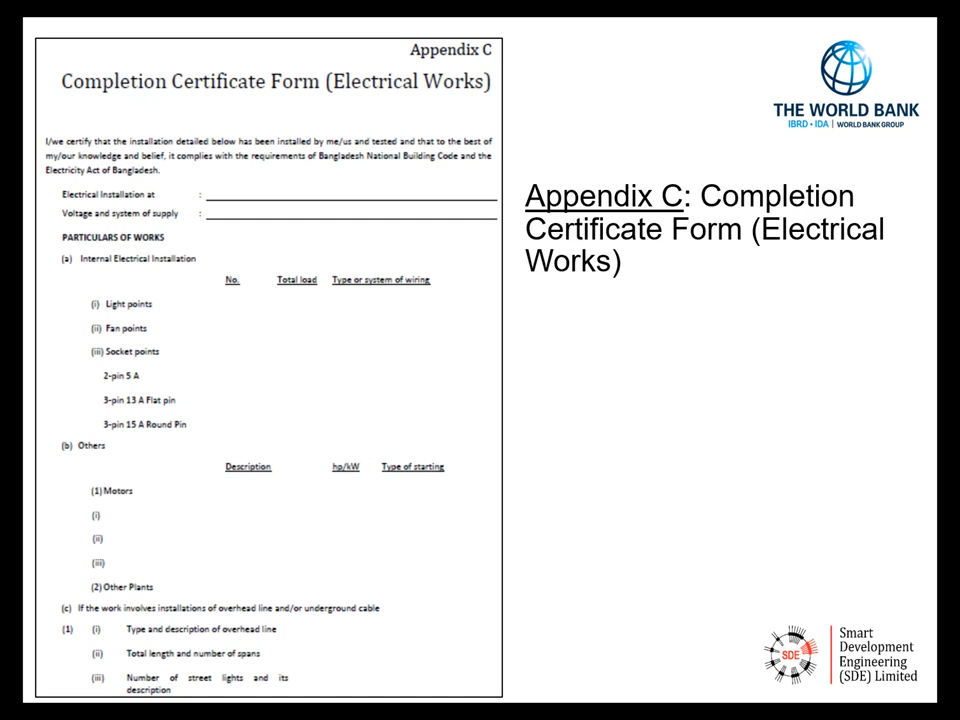 Appendix C
Completion Certificate Form (Electrical Works)
I/we certify that the installation detailed below has been installed by me/us and tested and that to the best of
my/our knowledge and belief, it complies with the requirements of Bangladesh National Building Code and the
Electricity Act of Bangladesh.
Electrical Installation at :
Voltage and system of supply :
PARTICULARS OF WORKS
(a) Internal Electrical Installation
No. Total load Type or system of wiring
(i) Light points
(ii) Fan points
(iii) Socket points
2-pin 5 A
3-pin 13 A Flat pin
3-pin 15 A Round Pin
(b) Others
Description hp/kW Type of starting
(1) Motors
(i)
(ii)
(iii)
(2) Other Plants
(c) If the work involves installations of overhead line and/or underground cable
(1) (i) Type and description of overhead line
(ii) Total length and number of spans
(iii) Number of street lights and its
description
THE WORLD BANK
IBRD • IDA | WORLD BANK GROUP
Appendix C: Completion
Certificate Form (Electrical
Works)
SDE
Smart
Development
Engineering
(SDE) Limited